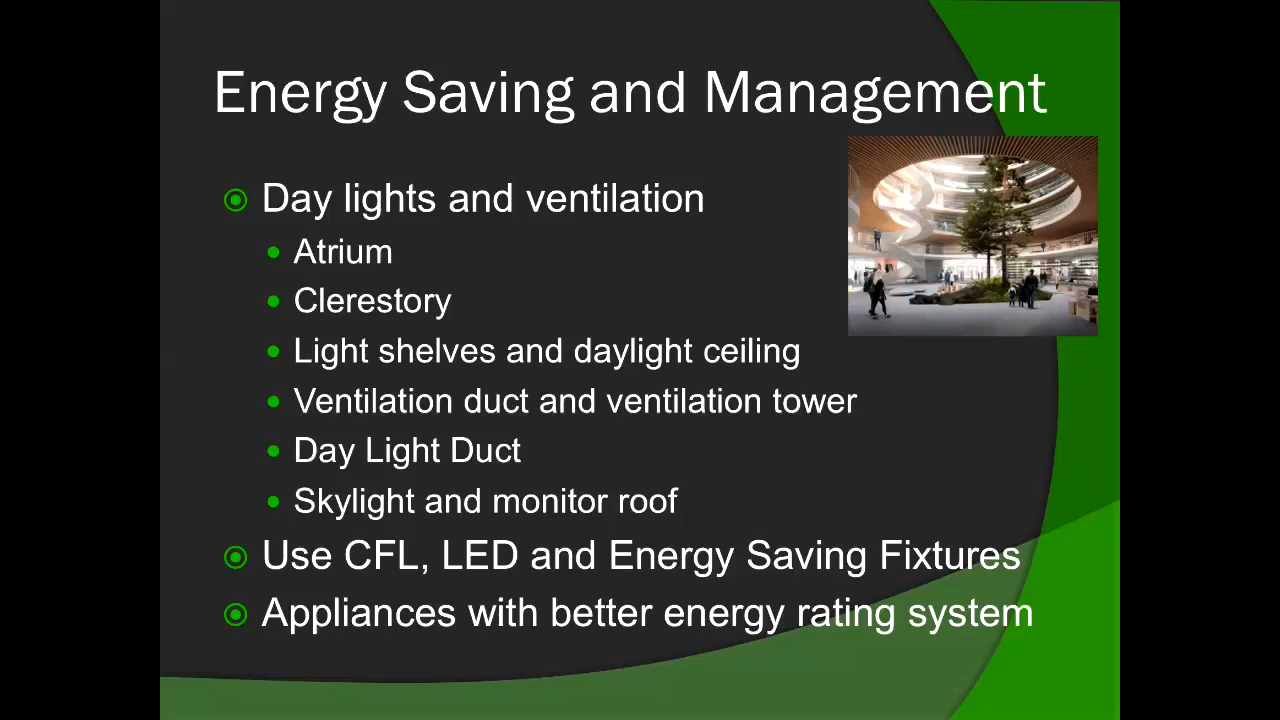 Energy Saving and Management
Day lights and ventilation
Atrium
Clerestory
Light shelves and daylight ceiling
Ventilation duct and ventilation tower
Day Light Duct
Skylight and monitor roof
Use CFL, LED and Energy Saving Fixtures
Appliances with better energy rating system